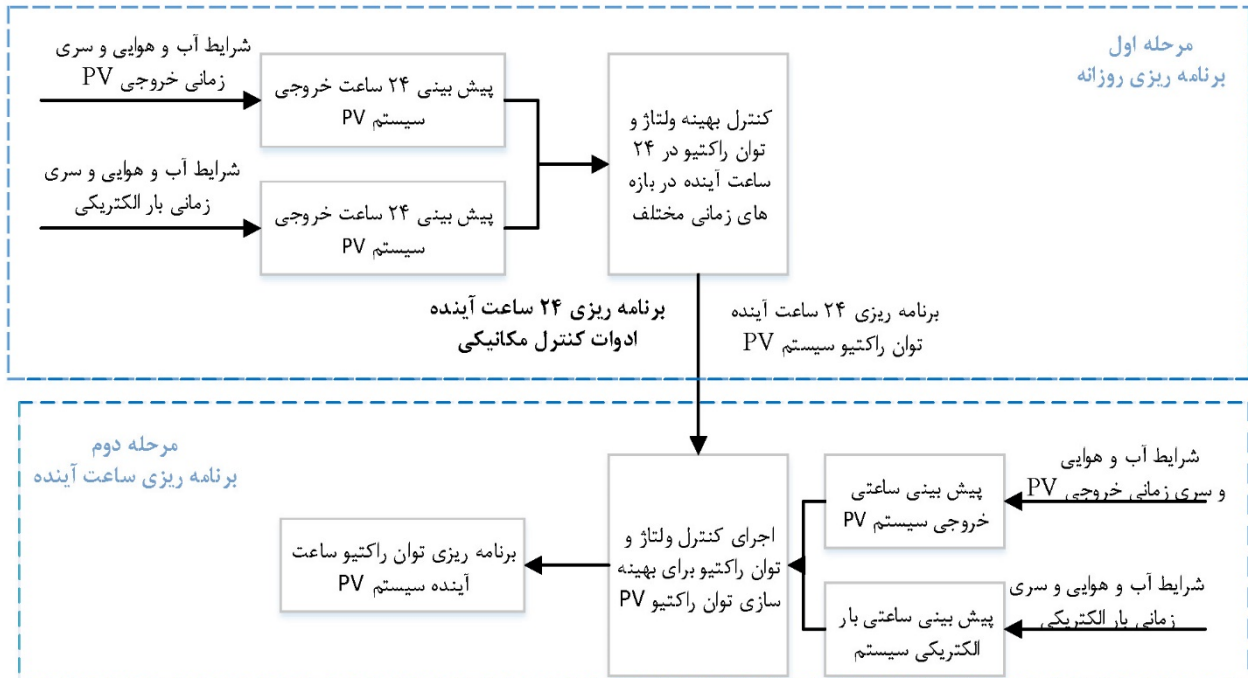 مرحله اول
برنامه ریزی روزانه
شرایط آب و هوایی و سری
زمانی خروجی PV
پیش بینی ۲۴ ساعت خروجی
سیستم PV
شرایط آب و هوایی و سری
زمانی بار الکتریکی
پیش بینی ۲۴ ساعت خروجی
سیستم PV
کنترل بهینه ولتاژ و
توان راکتیو در ۲۴
ساعت آینده در بازه
های زمانی مختلف
برنامه ریزی ۲۴ ساعت آینده
ادوات کنترل مکانیکی
برنامه ریزی ۲۴ ساعت آینده
توان راکتیو سیستم PV
مرحله دوم
برنامه ریزی ساعت آینده
شرایط آب و هوایی
و سری زمانی خروجی PV
پیش بینی ساعتی
خروجی سیستم PV
شرایط آب و هوایی و سری
زمانی بار الکتریکی
پیش بینی ساعتی بار
الکتریکی سیستم
اجرای کنترل ولتاژ و
توان راکتیو برای بهینه
سازی توان راکتیو PV
برنامه ریزی توان راکتیو ساعت
آینده سیستم PV